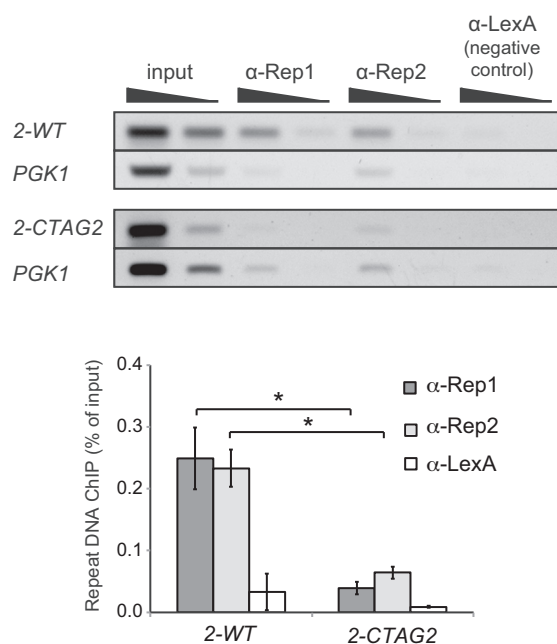 α-LexA
(negative
control)
input α-Rep1 α-Rep2
2-WT
PGK1
2-CTAG2
PGK1
Repeat DNA ChIP (% of input)
0.4
0.3
0.2
0.1
0.0
* *
α-Rep1
α-Rep2
α-LexA
2-WT 2-CTAG2